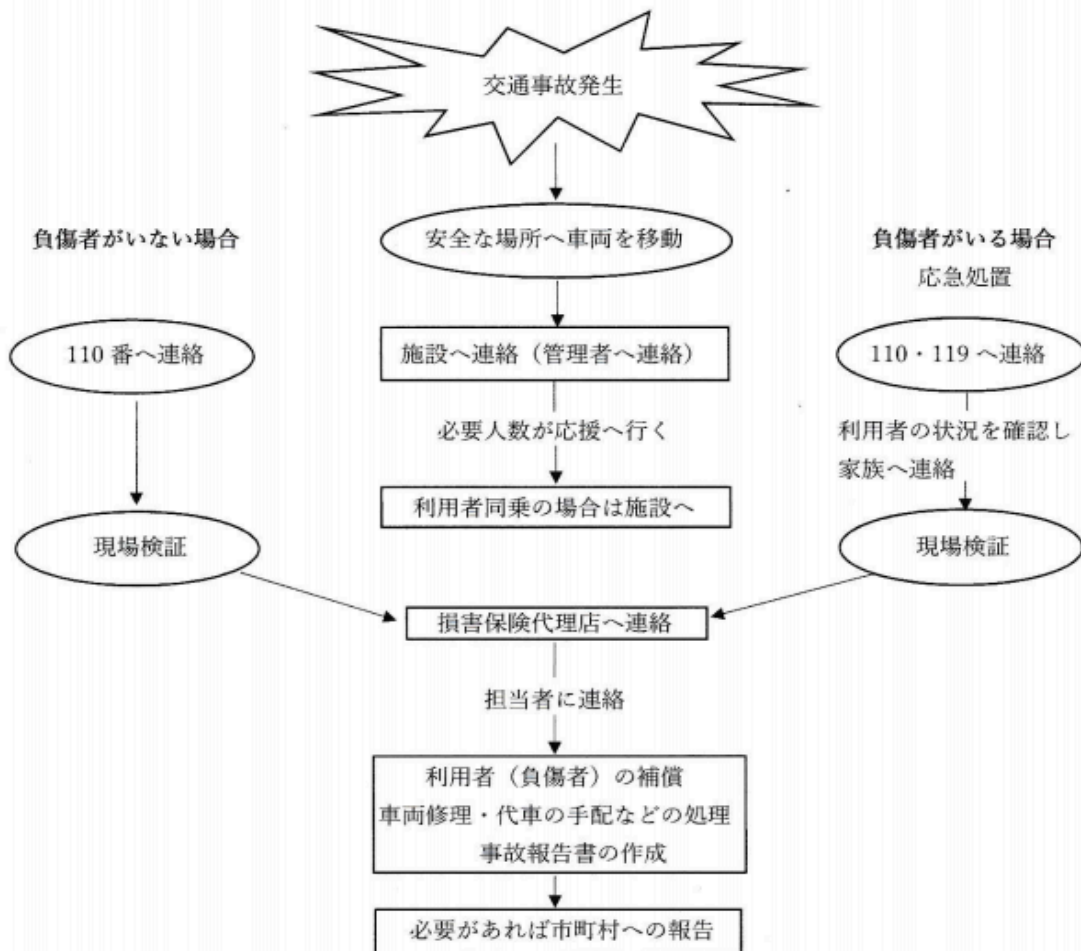 交通事故発生
安全な場所へ車両を移動
負傷者がいない場合
負傷者がいる場合
応急処置
110 番へ連絡
施設へ連絡（管理者へ連絡）
110・119 へ連絡
必要人数が応援へ行く
利用者の状況を確認し
家族へ連絡
利用者同乗の場合は施設へ
現場検証
現場検証
損害保険代理店へ連絡
担当者に連絡
利用者（負傷者）の補償
車両修理・代車の手配などの処理
事故報告書の作成
必要があれば市町村への報告